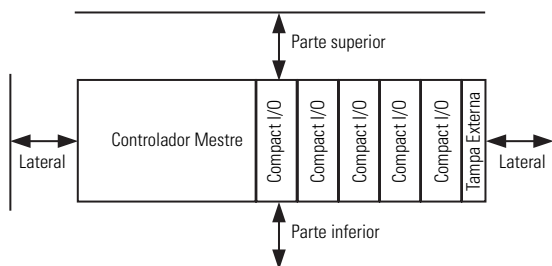 Parte superior
Lateral
Controlador Mestre
Compact I/O
Compact I/O
Compact I/O
Compact I/O
Compact I/O
Tampa Externa
Lateral
Parte inferior